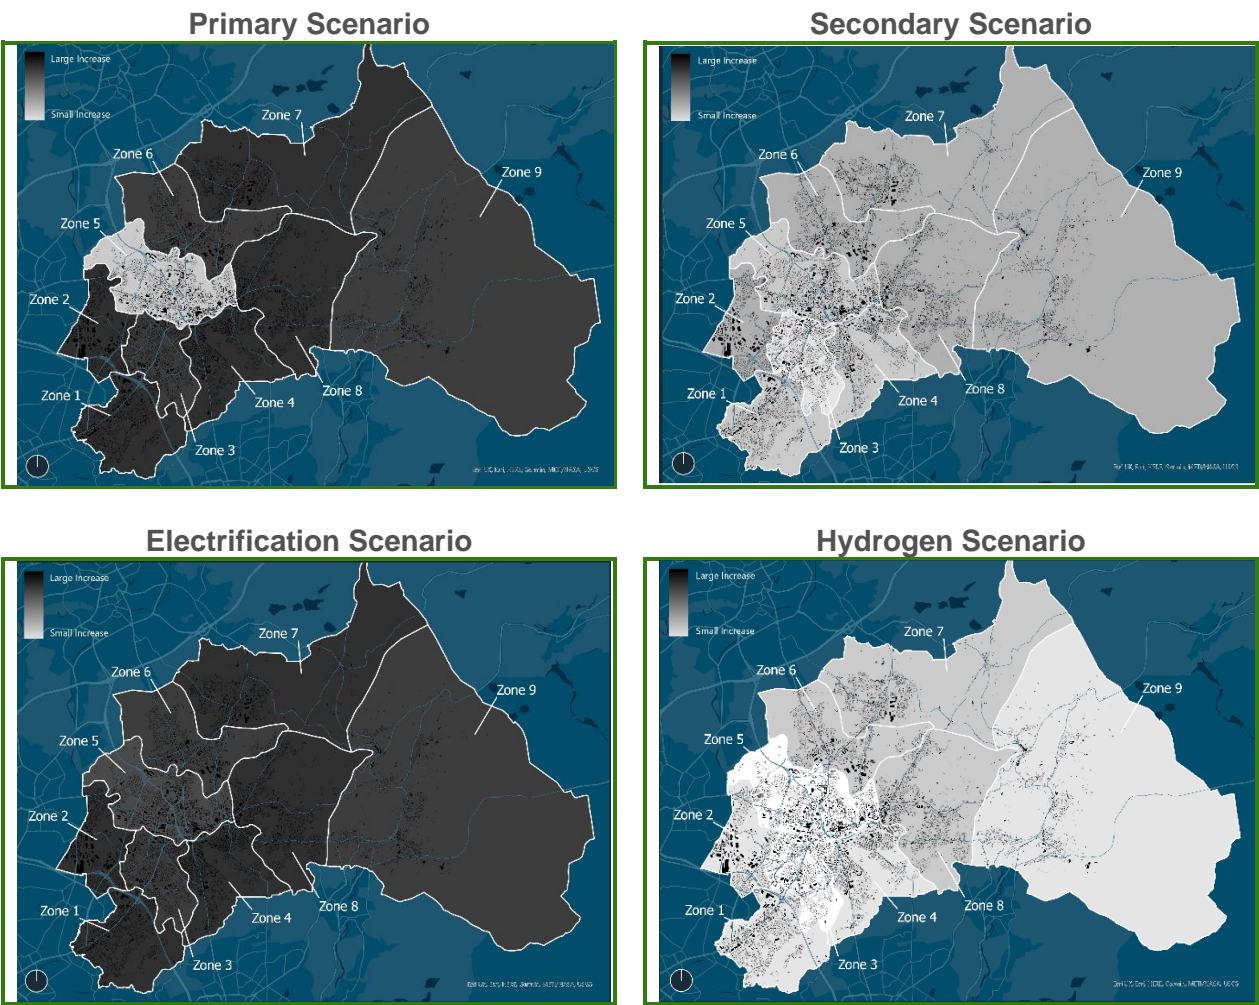 Primary Scenario
Large Increase
Small Increase
Zone 7
Zone 6
Zone 9
Zone 5
Zone 2
Zone 1
Zone 8
Zone 4
Zone 3
Secondary Scenario
Large Increase
Small Increase
Zone 7
Zone 6
Zone 9
Zone 5
Zone 2
Zone 1
Zone 8
Zone 4
Zone 3
Electrification Scenario
Large Increase
Small Increase
Zone 7
Zone 6
Zone 9
Zone 5
Zone 2
Zone 1
Zone 8
Zone 4
Zone 3
Hydrogen Scenario
Large Increase
Small Increase
Zone 7
Zone 6
Zone 9
Zone 5
Zone 2
Zone 1
Zone 8
Zone 4
Zone 3